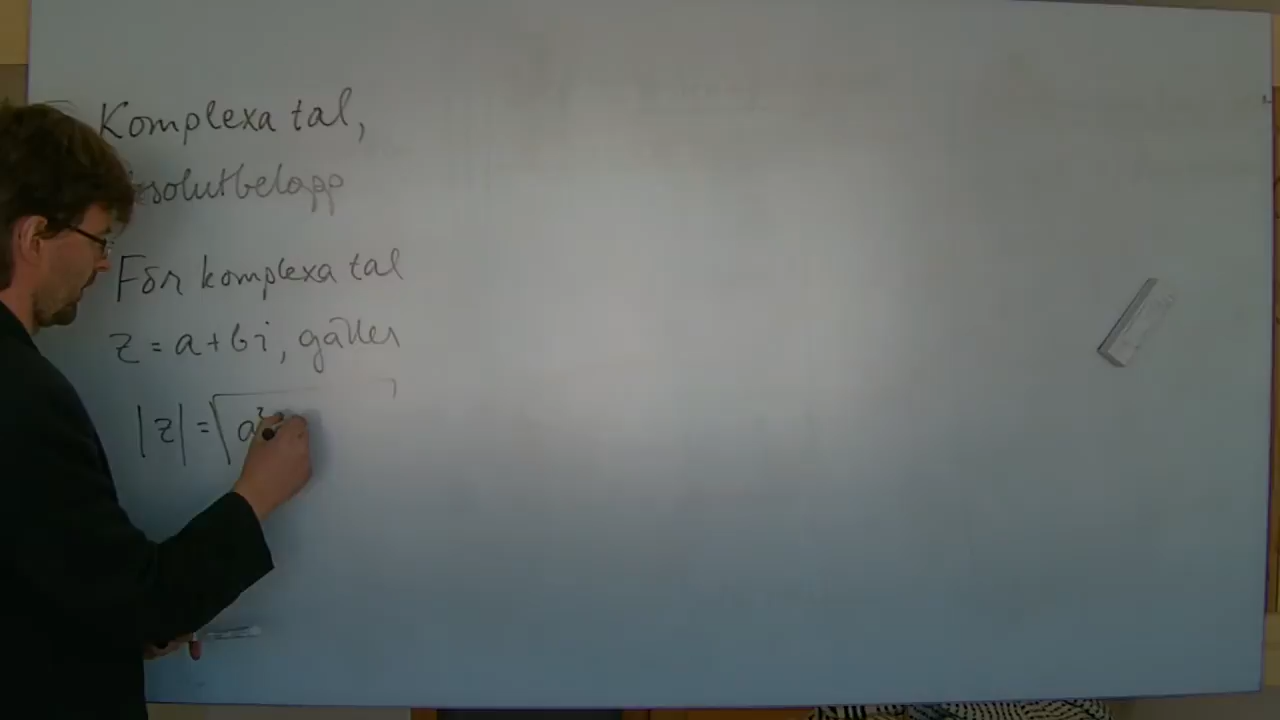 Komplexa tal,
absolutbelopp
För komplexa tal
z = a+bi, gäller
|z| = √a²